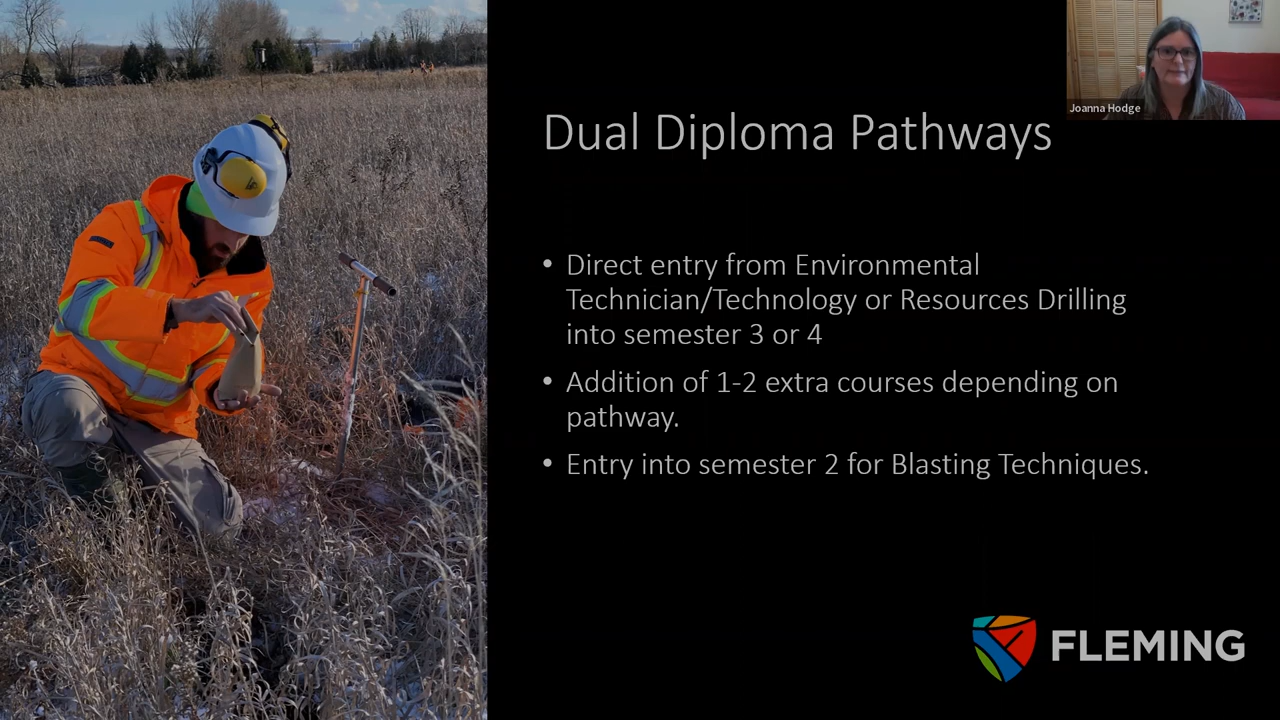 Joanna Hodge
Dual Diploma Pathways
• Direct entry from Environmental
Technician/Technology or Resources Drilling
into semester 3 or 4
• Addition of 1-2 extra courses depending on
pathway.
• Entry into semester 2 for Blasting Techniques.
FLEMING